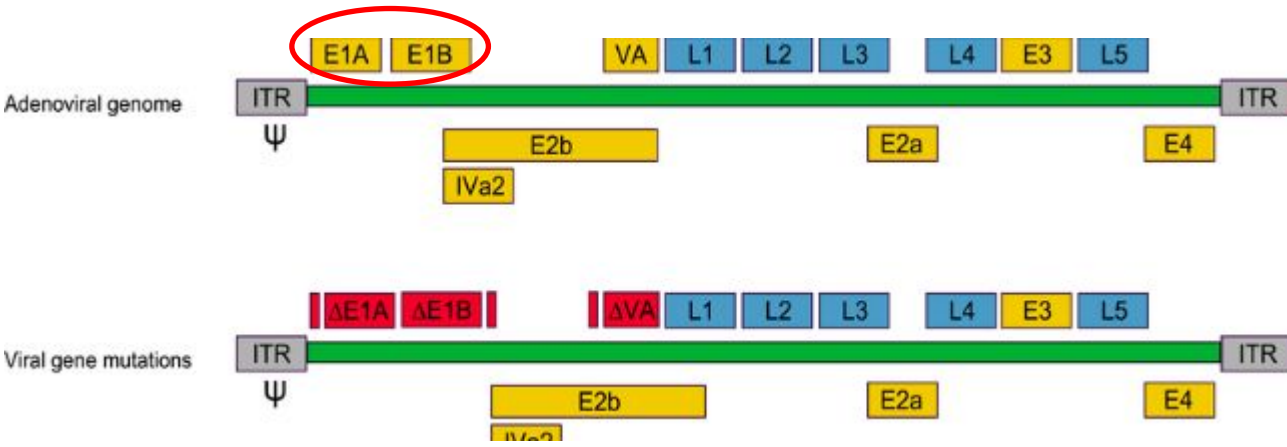 E1A E1B VA L1 L2 L3 L4 E3 L5
Adenoviral genome ITR ITR
Ψ E2b E2a E4
IVa2
ΔE1A ΔE1B ΔVA L1 L2 L3 L4 E3 L5
Viral gene mutations ITR ITR
Ψ E2b E2a E4
IVa2